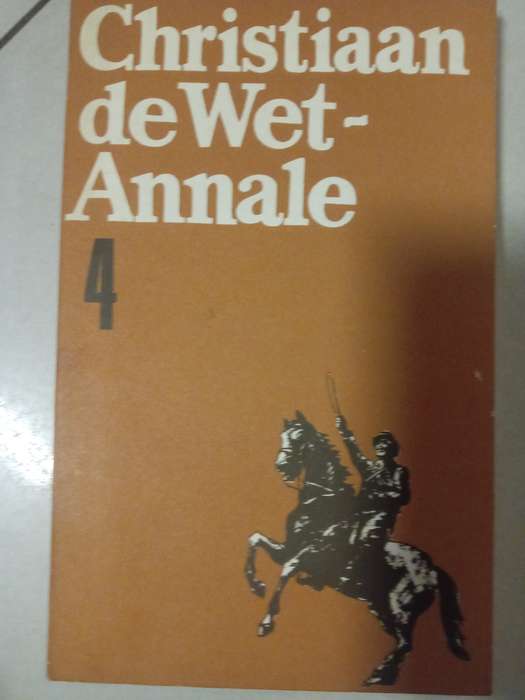 Christiaan
de Wet-
Annale
4